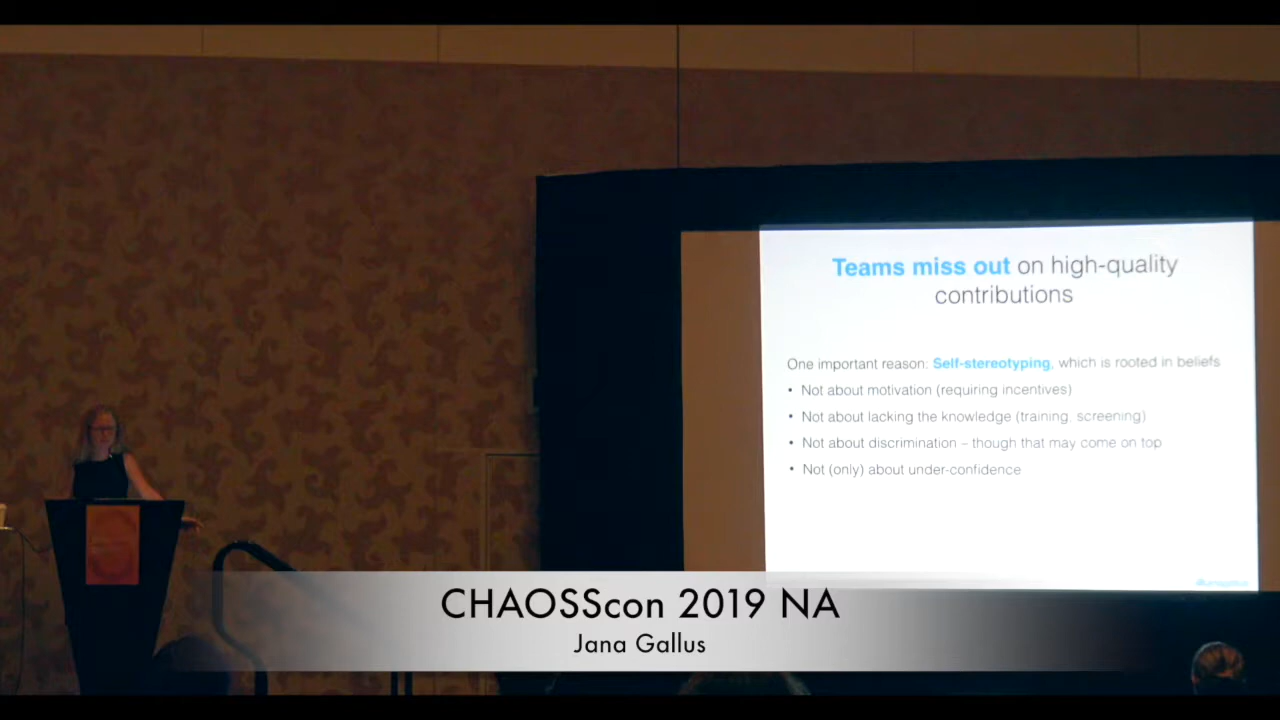 Teams miss out on high-quality
contributions
One important reason: Self-stereotyping, which is rooted in beliefs
• Not about motivation (requiring incentives)
• Not about lacking the knowledge (training, screening)
• Not about discrimination – though that may come on top
• Not (only) about under-confidence
CHAOSScon 2019 NA
Jana Gallus